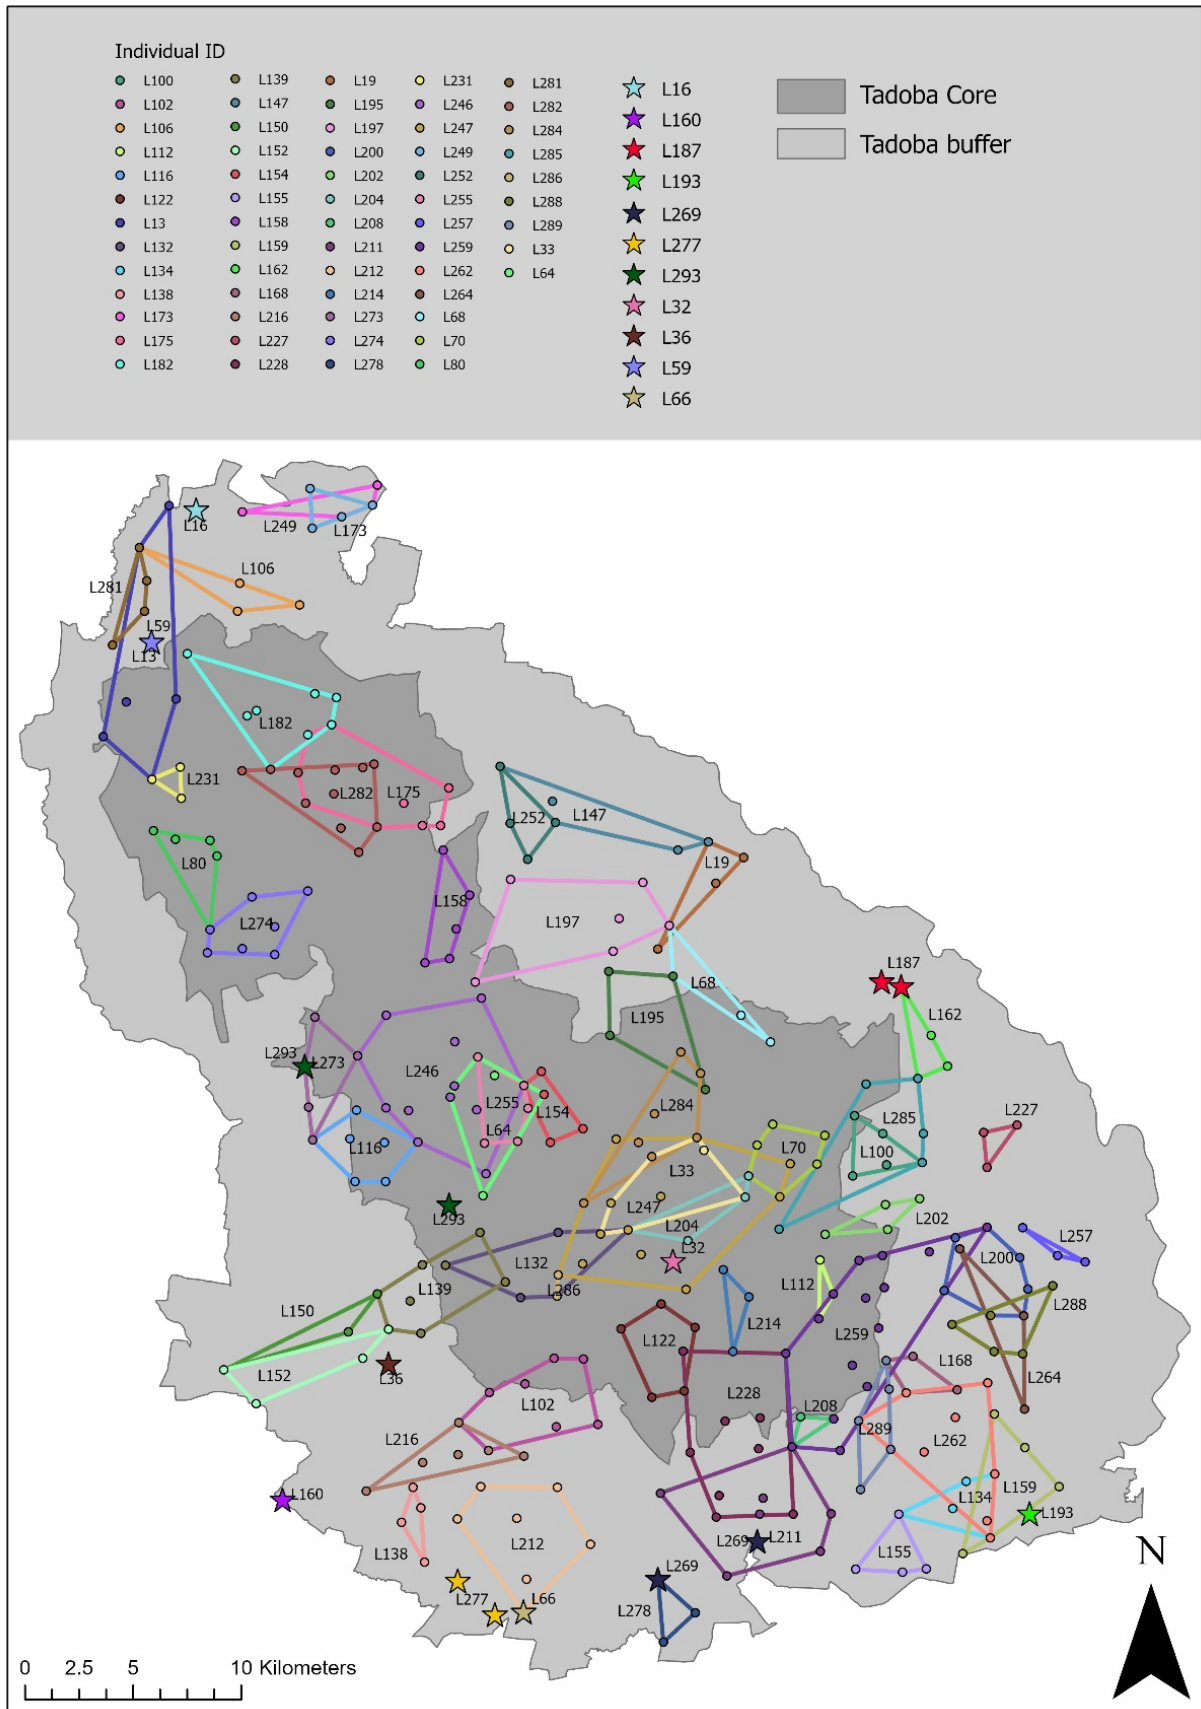 Individual ID
L100 L139 L19 L231 L281
L102 L147 L195 L246 L282
L106 L150 L197 L247 L284
L112 L152 L200 L249 L285
L116 L154 L202 L252 L286
L122 L155 L204 L255 L288
L13 L158 L208 L257 L289
L132 L159 L211 L259 L33
L134 L162 L212 L262 L64
L138 L168 L214 L264
L173 L216 L273 L68
L175 L227 L274 L70
L182 L228 L278 L80
L16
L160
L187
L193
L269
L277
L293
L32
L36
L59
L66
Tadoba Core
Tadoba buffer
L16
L249
L173
L106
L281
L59
L13
L182
L231
L282
L175
L252
L147
L19
L80
L158
L274
L197
L187
L68
L195
L162
L293
L273
L246
L255
L284
L285
L227
L154
L64
L116
L70
L100
L33
L293
L247
L204
L202
L32
L257
L200
L132
L286
L139
L112
L288
L150
L214
L259
L122
L152
L36
L168
L264
L228
L102
L208
L289
L216
L262
L159
L160
L134
L193
L269
L211
L138
L212
L155
L269
L277
L66
L278
N
0 2.5 5 10 Kilometers